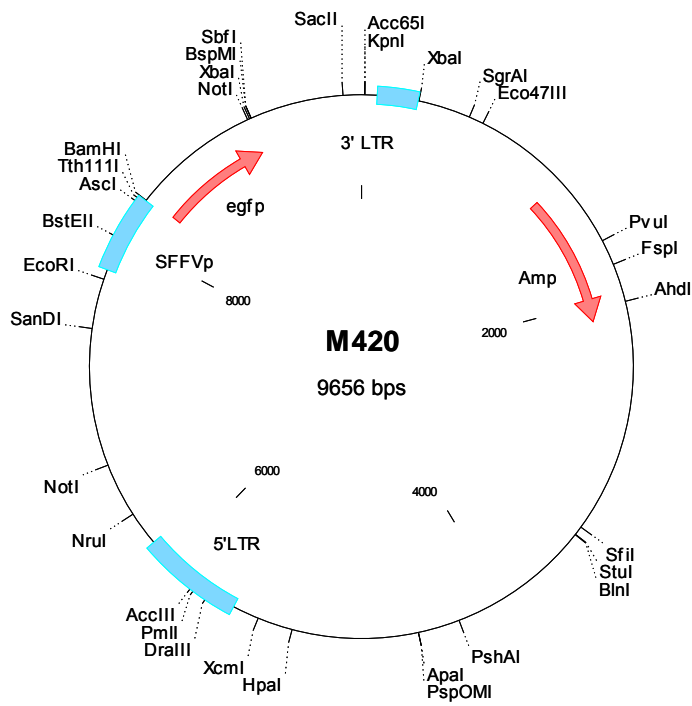 SacII
Acc65I
KpnI
XbaI
SgrAI
Eco47III
SbfI
BspMI
XbaI
NotI
3' LTR
BamHI
Tth111I
AscI
egfp
BstEII
PvuI
FspI
EcoRI
SFFVp
Amp
AhdI
8000
SanDI
2000
M420
9656 bps
6000
NotI
4000
NruI
5'LTR
SfiI
StuI
BlnI
AccIII
PmlI
DraIII
XcmI
HpaI
PshAI
ApaI
PspOMI